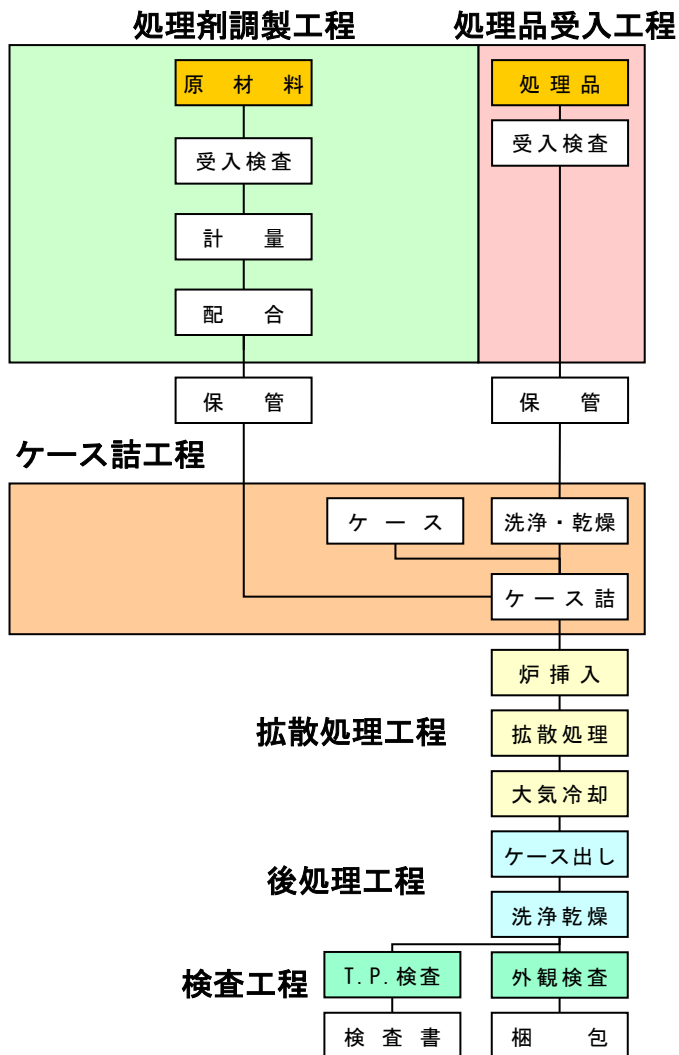 処理剤調製工程
処理品受入工程
原材料
処理品
受入検査
受入検査
計量
配合
保管
保管
ケース詰工程
ケース
洗浄・乾燥
ケース詰
炉挿入
拡散処理工程
拡散処理
大気冷却
ケース出し
後処理工程
洗浄乾燥
検査工程
T.P.検査
外観検査
検査書
梱包